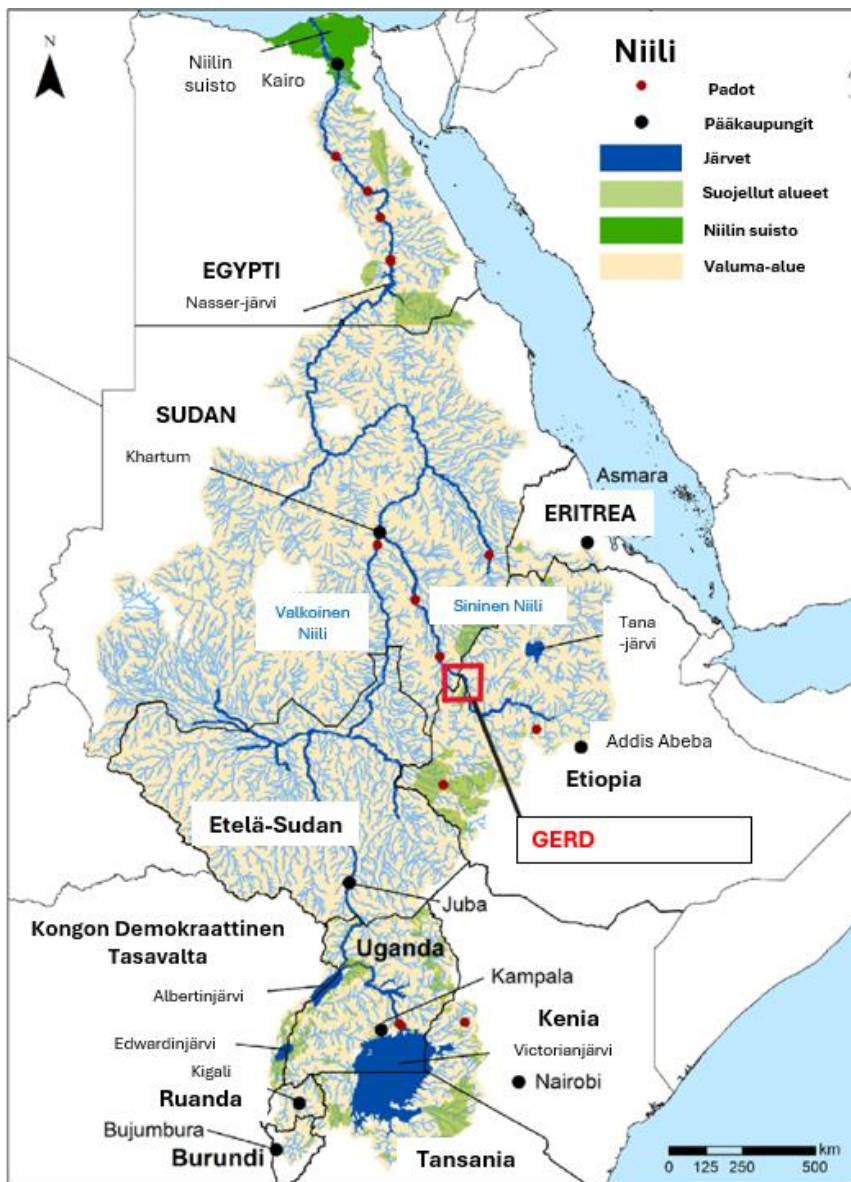 N
Niilin
suisto
Kairo
Niili
Padot
Pääkaupungit
Järvet
Suojellut alueet
Niilin suisto
Valuma-alue
EGYPTI
Nasser-järvi
SUDAN
Khartum
Asmara
ERITREA
Valkoinen
Niili
Sininen Niili
Tana
-järvi
Addis Abeba
Etiopia
Etelä-Sudan
GERD
Juba
Kongon Demokraattinen
Tasavalta
Uganda
Albertinjärvi
Kampala
Kenia
Edwardinjärvi
Victorianjärvi
Kigali
Nairobi
Ruanda
Bujumbura
Burundi
Tansania
km
0 125 250 500